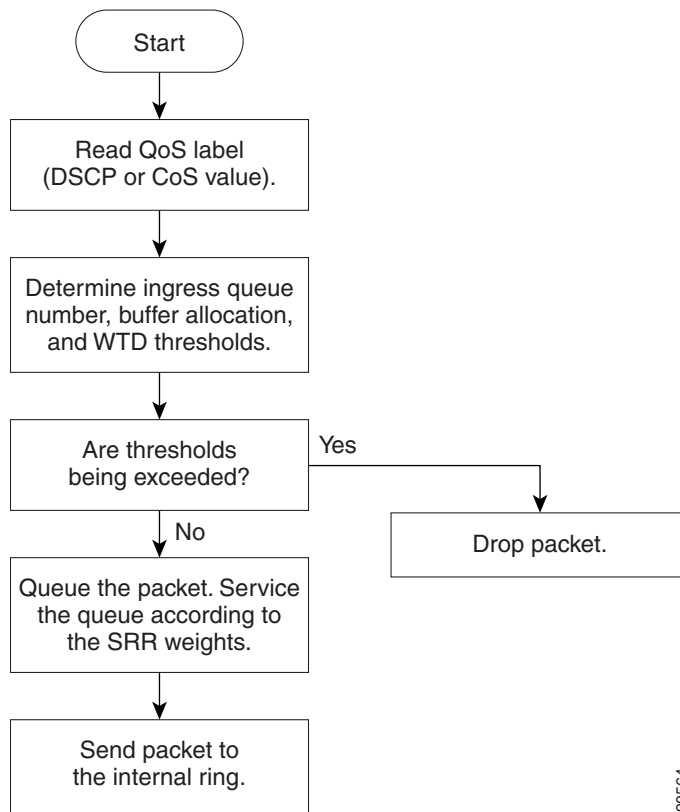 Start
Read QoS label
(DSCP or CoS value).
Determine ingress queue
number, buffer allocation,
and WTD thresholds.
Are thresholds
being exceeded?
Yes
No
Drop packet.
Queue the packet. Service
the queue according to
the SRR weights.
Send packet to
the internal ring.